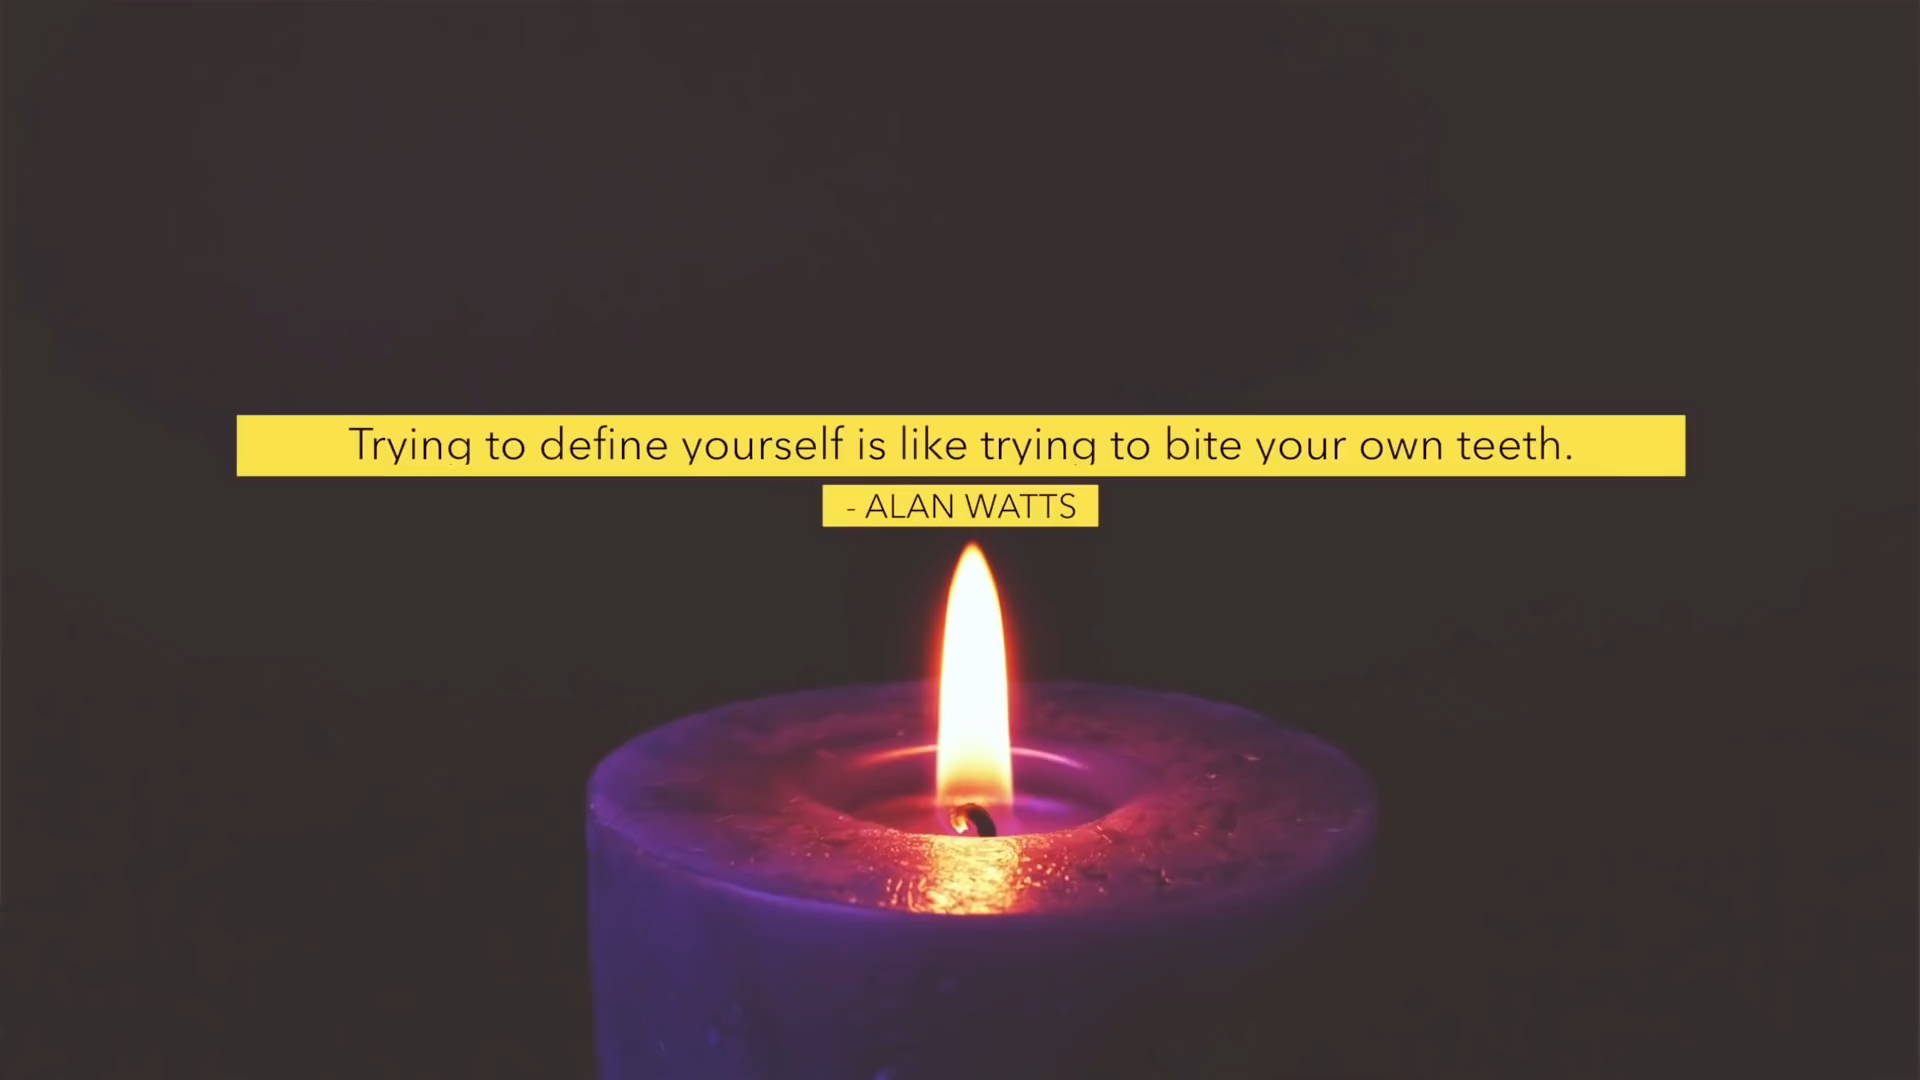 Trying to define yourself is like trying to bite your own teeth.
- ALAN WATTS